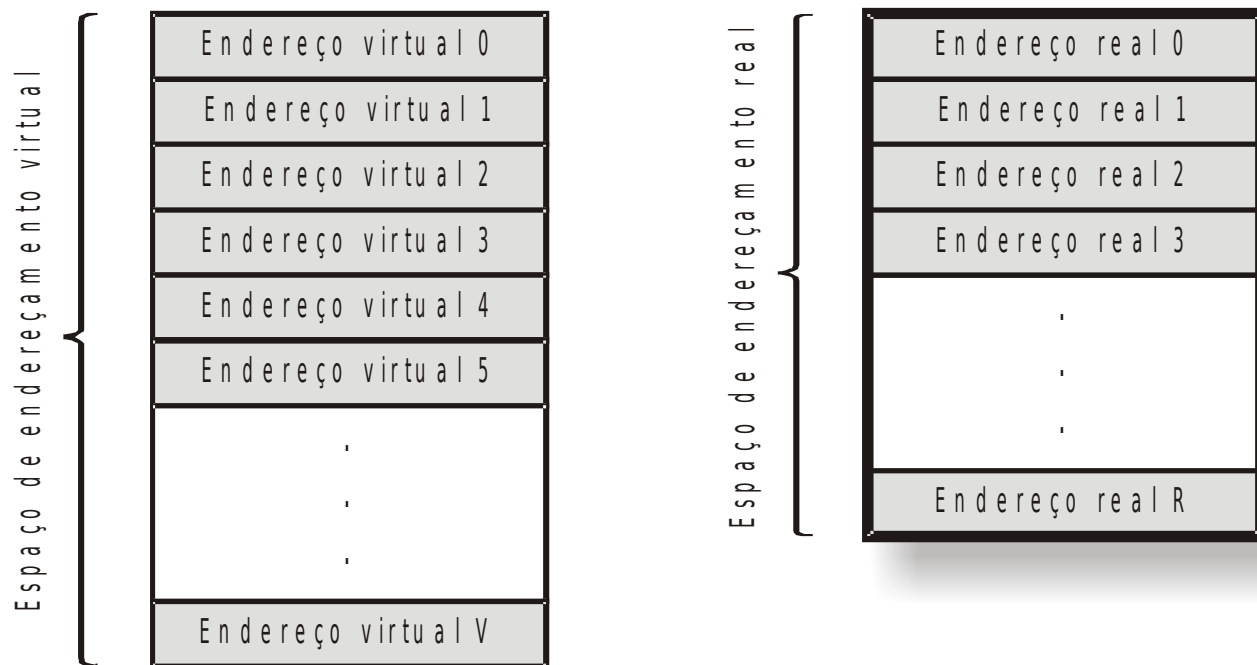 Espaço de endereçamento virtual
Endereço virtual 0
Endereço virtual 1
Endereço virtual 2
Endereço virtual 3
Endereço virtual 4
Endereço virtual 5
Endereço virtual V
Espaço de endereçamento real
Endereço real 0
Endereço real 1
Endereço real 2
Endereço real 3
Endereço real R